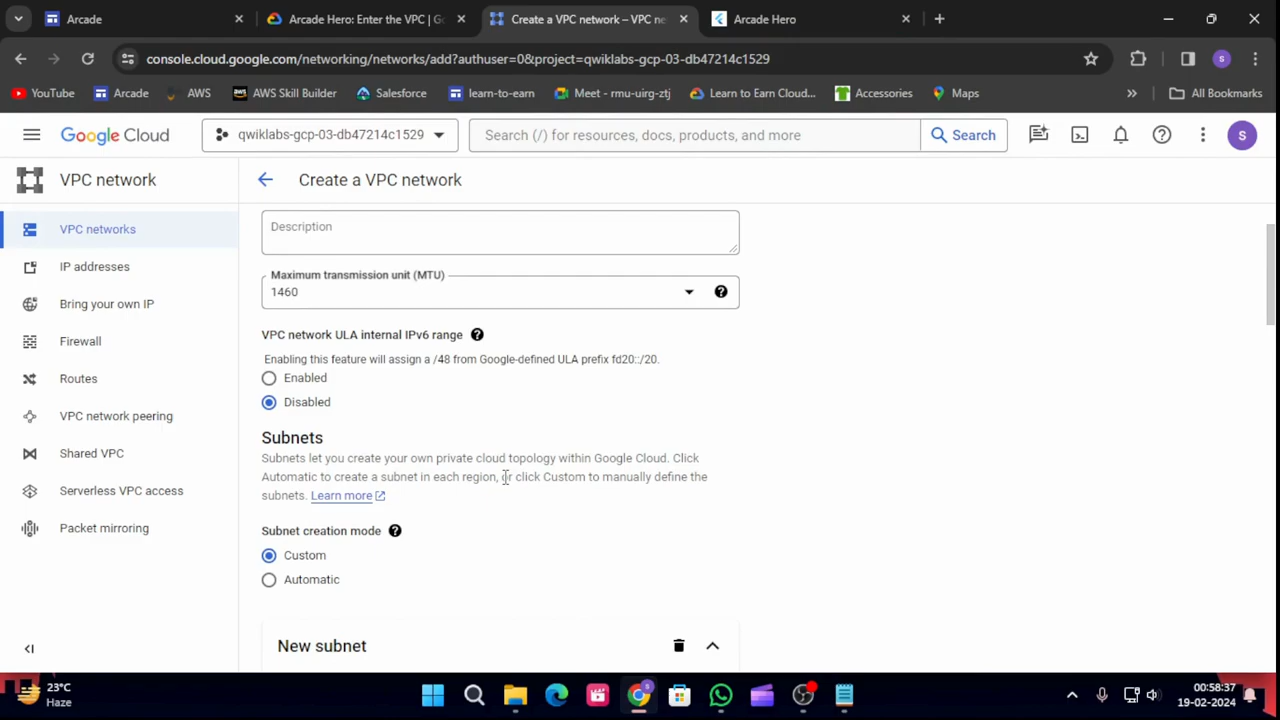 Arcade
Arcade Hero: Enter the VPC | Go
Create a VPC network – VPC ne
Arcade Hero
console.cloud.google.com/networking/networks/add?authuser=0&project=qwiklabs-gcp-03-db47214c1529
S
YouTube
Arcade
AWS
AWS Skill Builder
Salesforce
learn-to-earn
Meet - rmu-uirg-ztj
Learn to Earn Cloud...
Accessories
Maps
»
All Bookmarks
Google Cloud
qwiklabs-gcp-03-db47214c1529
Search (/) for resources, docs, products, and more
Search
S
VPC network
Create a VPC network
VPC networks
IP addresses
Bring your own IP
Firewall
Routes
VPC network peering
Shared VPC
Serverless VPC access
Packet mirroring
Description
Maximum transmission unit (MTU)
1460
VPC network ULA internal IPv6 range
Enabling this feature will assign a /48 from Google-defined ULA prefix fd20::/20.
Enabled
Disabled
Subnets
Subnets let you create your own private cloud topology within Google Cloud. Click
Automatic to create a subnet in each region, or click Custom to manually define the
subnets. Learn more
Subnet creation mode
Custom
Automatic
New subnet
23°C
Haze
00:58:37
19-02-2024